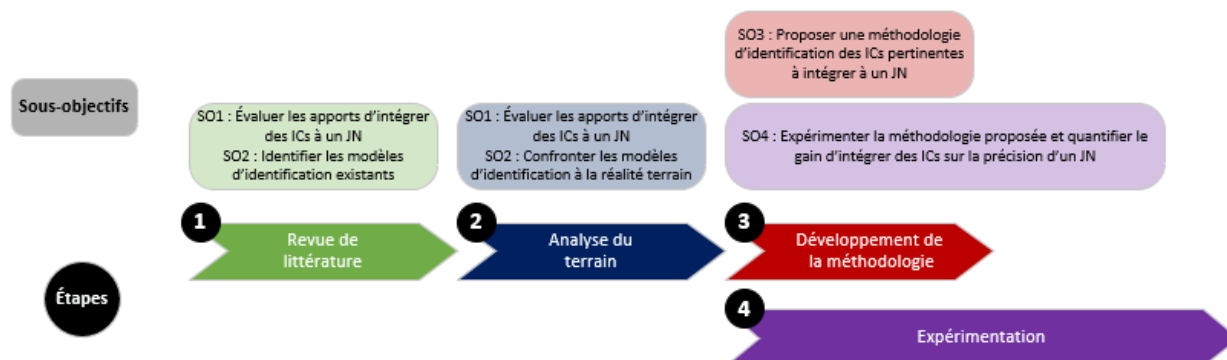 SO3 : Proposer une méthodologie
d'identification des ICs pertinentes
à intégrer à un JN
Sous-objectifs
SO1 : Évaluer les apports d'intégrer
des ICs à un JN
SO2 : Identifier les modèles
d'identification existants
SO1 : Évaluer les apports d'intégrer
des ICs à un JN
SO2 : Confronter les modèles
d'identification à la réalité terrain
SO4 : Expérimenter la méthodologie proposée et quantifier le
gain d'intégrer des ICs sur la précision d'un JN
1
Revue de
littérature
2
Analyse du
terrain
3
Développement de
la méthodologie
Étapes
4
Expérimentation